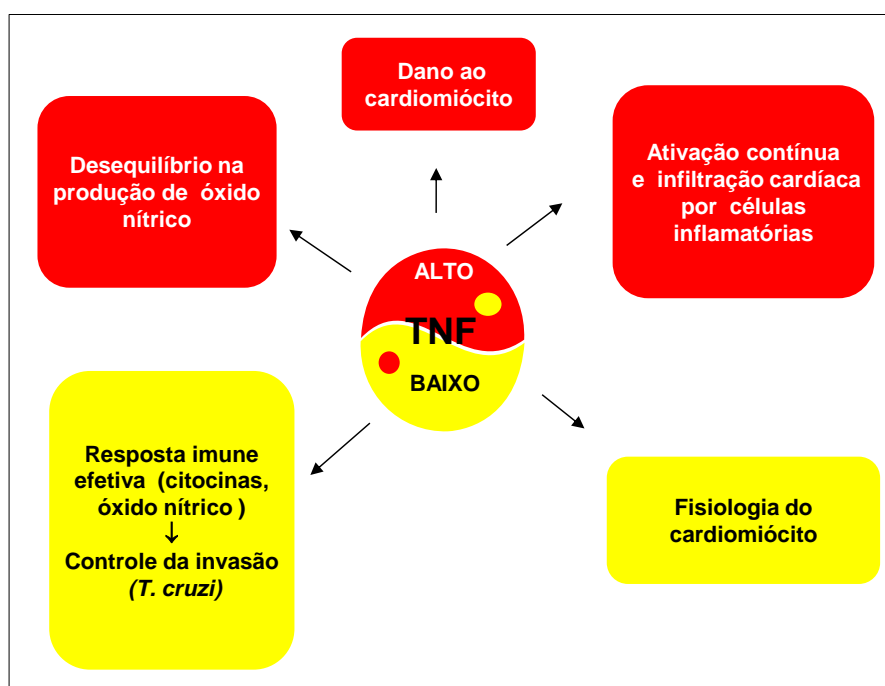 Dano ao
cardiomiócito
Desequilíbrio na
produção de óxido
nítrico
Ativação contínua
e infiltração cardíaca
por células
inflamatórias
ALTO
TNF
BAIXO
Resposta imune
efetiva (citocinas,
óxido nítrico )
↓
Controle da invasão
(T. cruzi)
Fisiologia do
cardiomiócito